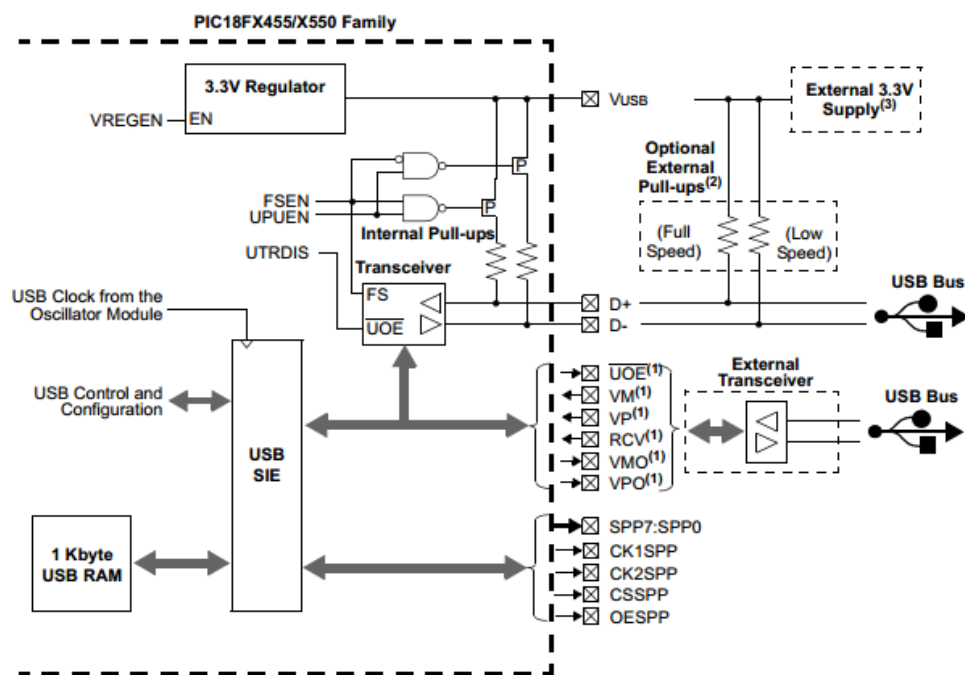 PIC18FX455/X550 Family
3.3V Regulator
EN
VREGEN
VUSB
External 3.3V
Supply(3)
Optional
External
Pull-ups(2)
P
P
FSEN
UPUEN
Internal Pull-ups
(Full
Speed)
(Low
Speed)
UTRDIS
Transceiver
FS
UOE
D+
D-
USB Bus
USB Clock from the
Oscillator Module
USB Control and
Configuration
USB
SIE
UOE(1)
VM(1)
VP(1)
RCV(1)
VMO(1)
VPO(1)
External
Transceiver
USB Bus
1 Kbyte
USB RAM
SPP7:SPP0
CK1SPP
CK2SPP
CSSPP
OESPP